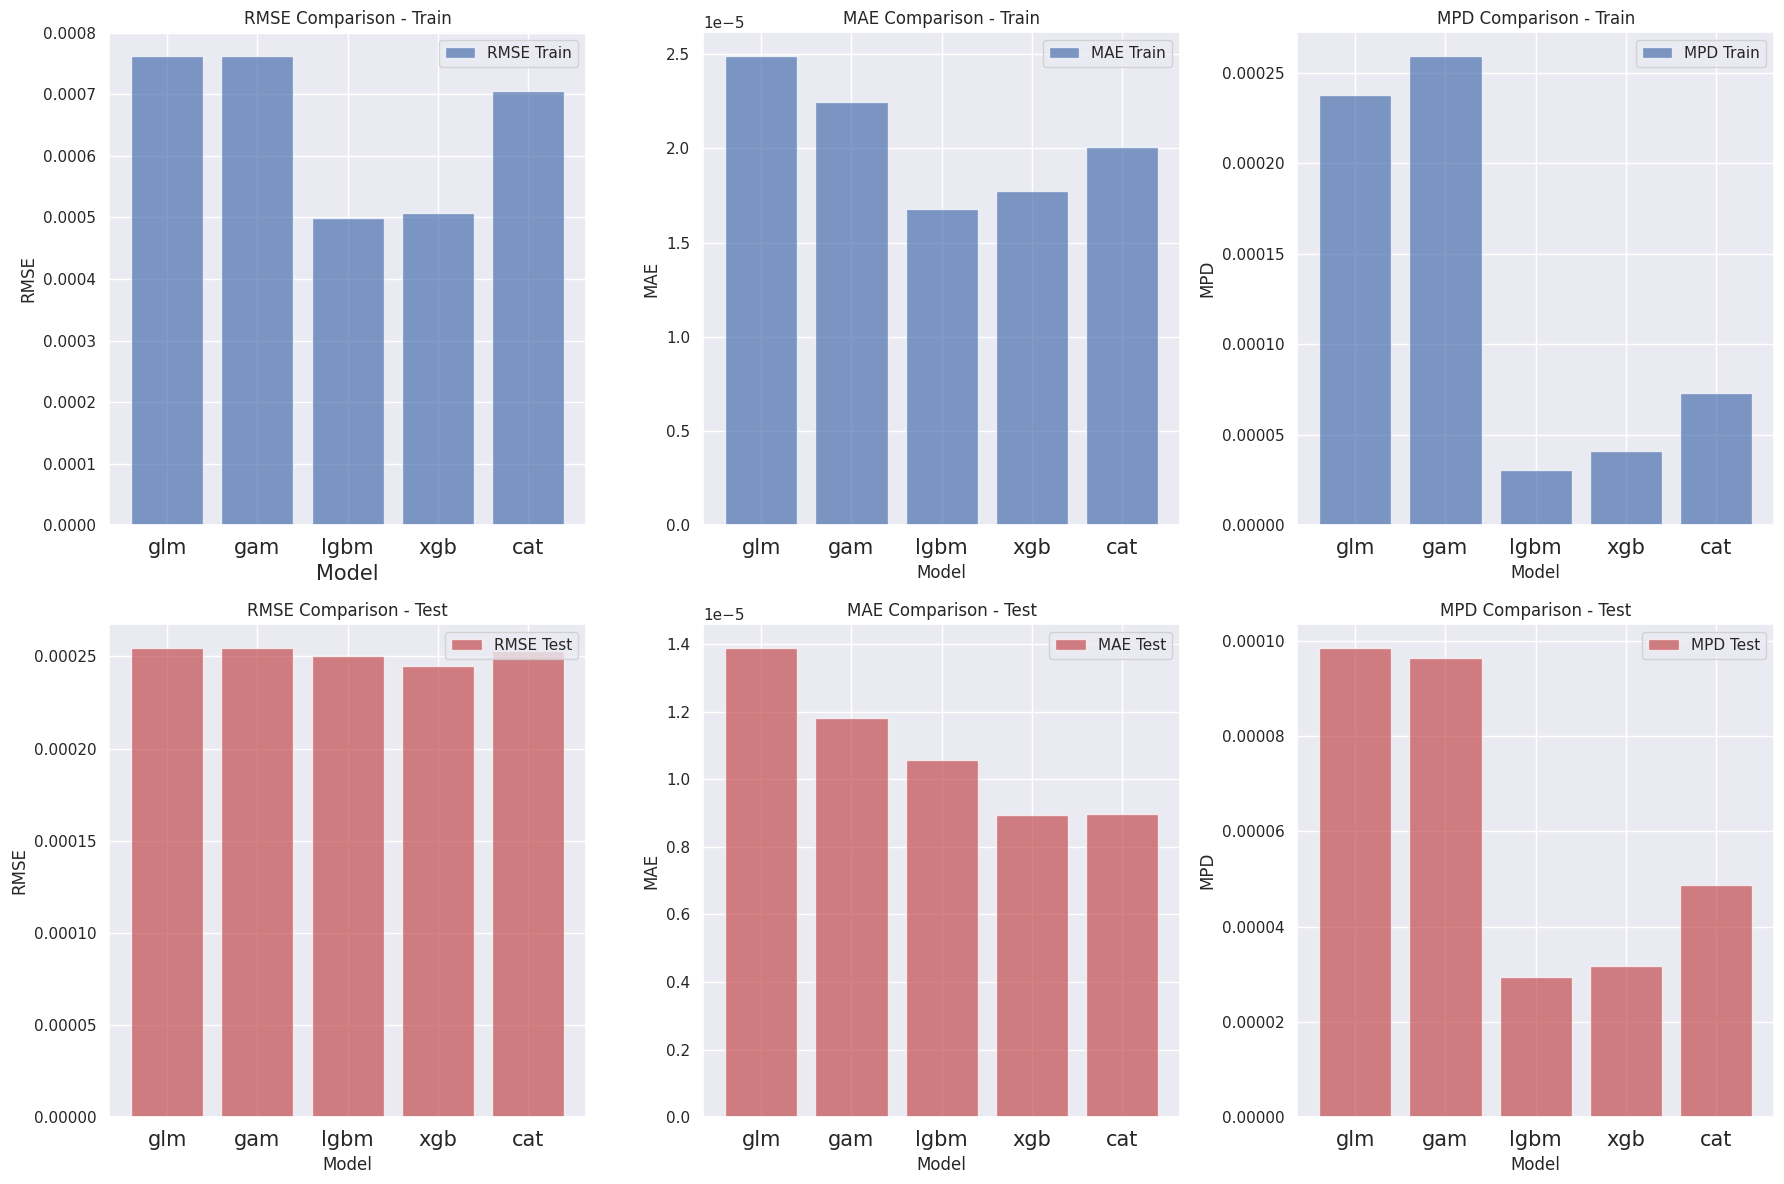 RMSE Comparison - Train
RMSE Train
RMSE
0.0008
0.0007
0.0006
0.0005
0.0004
0.0003
0.0002
0.0001
0.0000
glm gam lgbm xgb cat
Model
MAE Comparison - Train
1e−5
MAE Train
MAE
2.5
2.0
1.5
1.0
0.5
0.0
glm gam lgbm xgb cat
Model
MPD Comparison - Train
MPD Train
MPD
0.00025
0.00020
0.00015
0.00010
0.00005
0.00000
glm gam lgbm xgb cat
Model
RMSE Comparison - Test
RMSE Test
RMSE
0.00025
0.00020
0.00015
0.00010
0.00005
0.00000
glm gam lgbm xgb cat
Model
MAE Comparison - Test
1e−5
MAE Test
MAE
1.4
1.2
1.0
0.8
0.6
0.4
0.2
0.0
glm gam lgbm xgb cat
Model
MPD Comparison - Test
MPD Test
MPD
0.00010
0.00008
0.00006
0.00004
0.00002
0.00000
glm gam lgbm xgb cat
Model